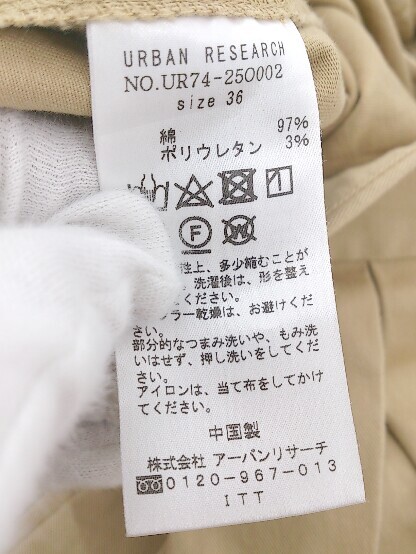 URBAN RESEARCH
NO.UR74-250002
size 36
綿 97%
ポリウレタン 3%
F
W
性上、多少縮むことが
洗濯後は、形を整え
ください。
ラー乾燥は、お避けくだ
さい。
部分的なつまみ洗いや、もみ洗
いはせず、押し洗いをしてくだ
さい。
アイロンは、当て布をしてかけ
てください。
中国製
株式会社 アーバンリサーチ
0120-967-013
ITT